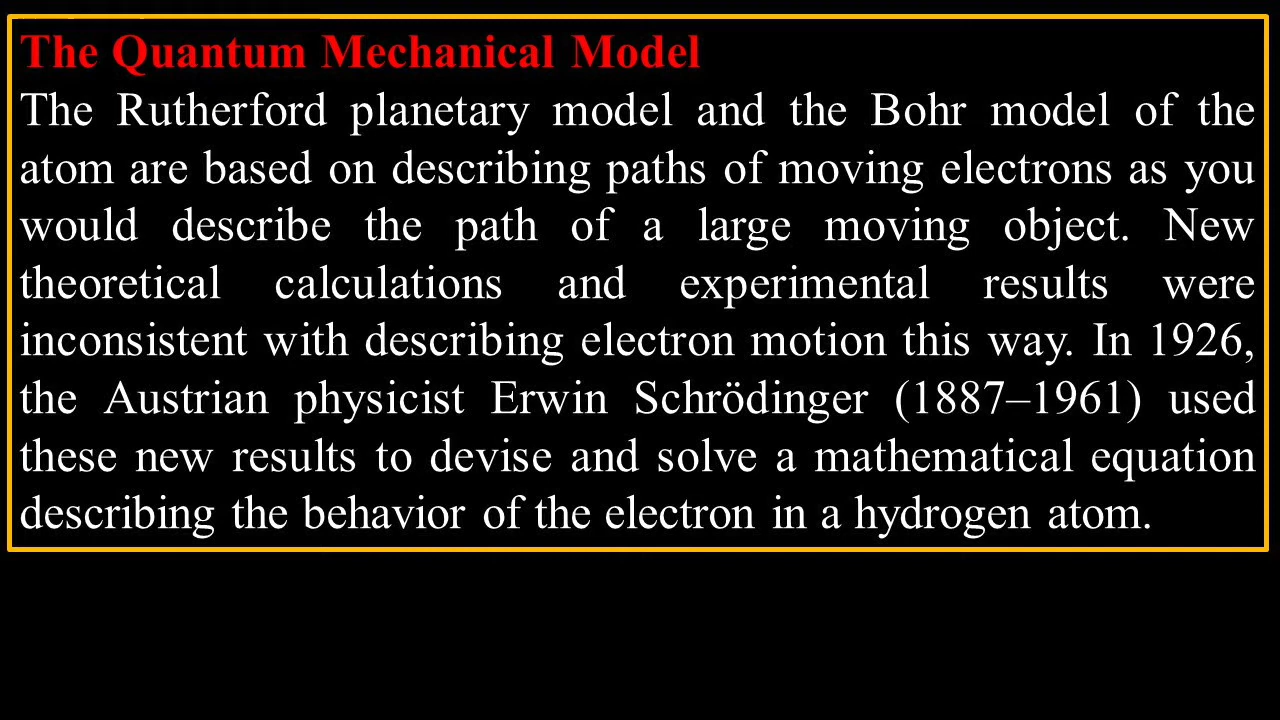 The Quantum Mechanical Model
The Rutherford planetary model and the Bohr model of the
atom are based on describing paths of moving electrons as you
would describe the path of a large moving object. New
theoretical calculations and experimental results were
inconsistent with describing electron motion this way. In 1926,
the Austrian physicist Erwin Schrödinger (1887–1961) used
these new results to devise and solve a mathematical equation
describing the behavior of the electron in a hydrogen atom.